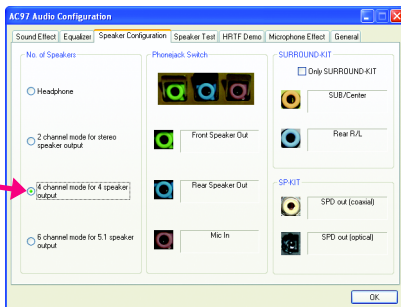 AC97 Audio Configuration
Sound Effect
Equalizer
Speaker Configuration
Speaker Test
HRTF Demo
Microphone Effect
General
No. of Speakers
Headphone
2 channel mode for stereo
speaker output
4 channel mode for 4 speaker
output
6 channel mode for 5.1 speaker
output
Phonejack Switch
Front Speaker Out
Rear Speaker Out
Mic In
SURROUND-KIT
Only SURROUND-KIT
SUB/Center
Rear R/L
SP-KIT
SPD out (coaxial)
SPD out (optical)
OK